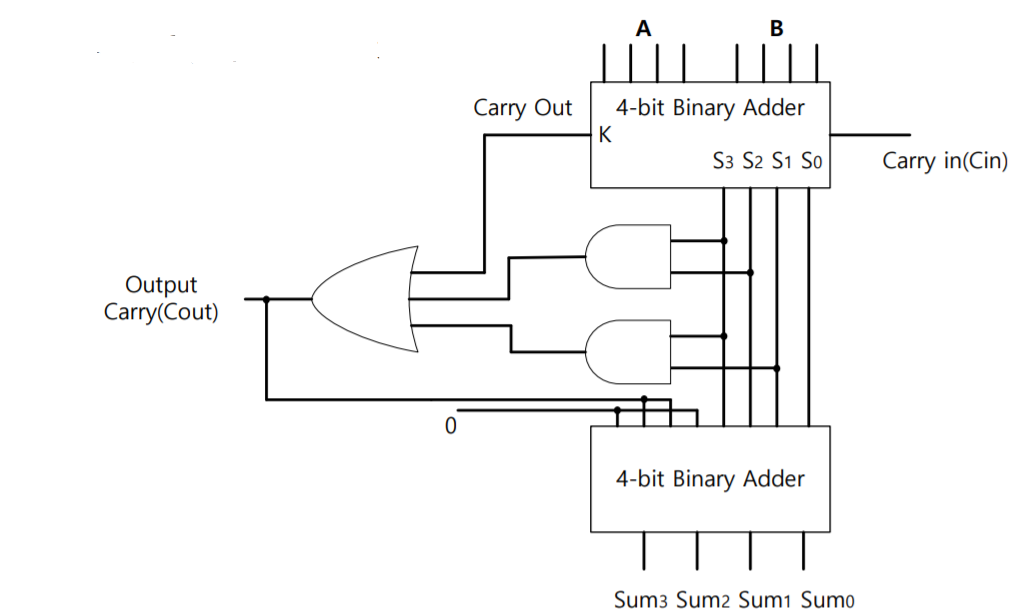 A B
Carry Out 4-bit Binary Adder
K
S3 S2 S1 S0 Carry in(Cin)
Output
Carry(Cout)
0
4-bit Binary Adder
Sum3 Sum2 Sum1 Sum0